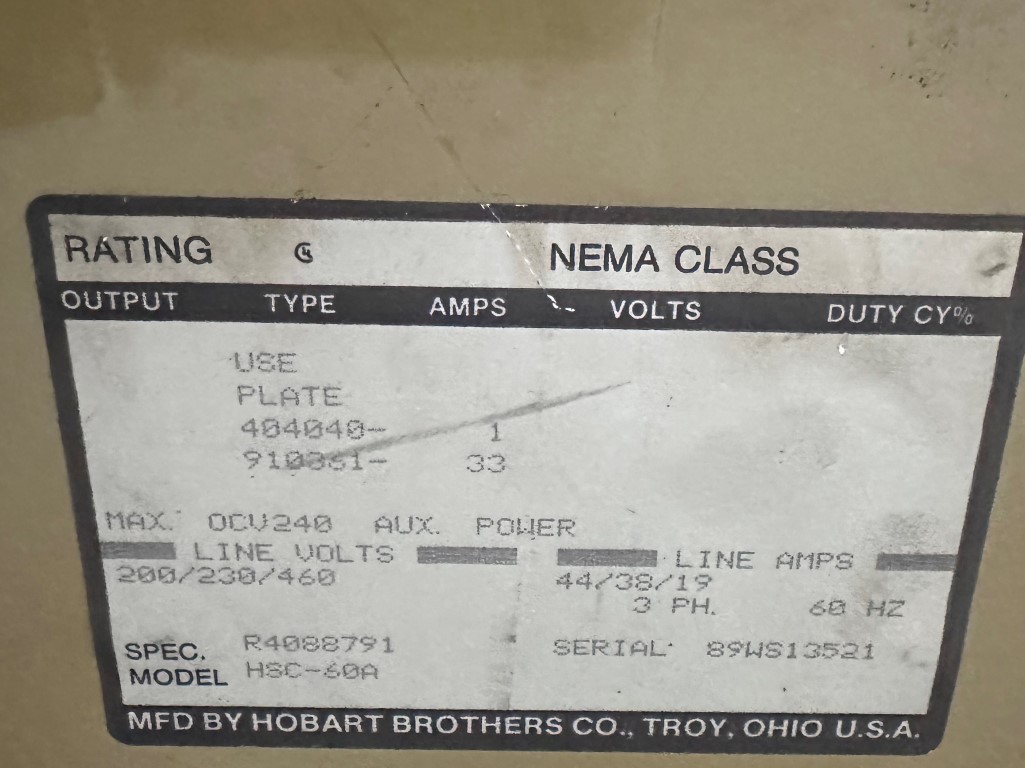 RATING G NEMA CLASS
OUTPUT TYPE AMPS VOLTS DUTY CY%
USE
PLATE
404040- 1
910361- 33
MAX. OCV240 AUX. POWER
LINE VOLTS LINE AMPS
200/230/460 44/38/19
3 PH. 60 HZ
SPEC. R4088791 SERIAL 89WS13521
MODEL HSC-60A
MFD BY HOBART BROTHERS CO., TROY, OHIO U.S.A.